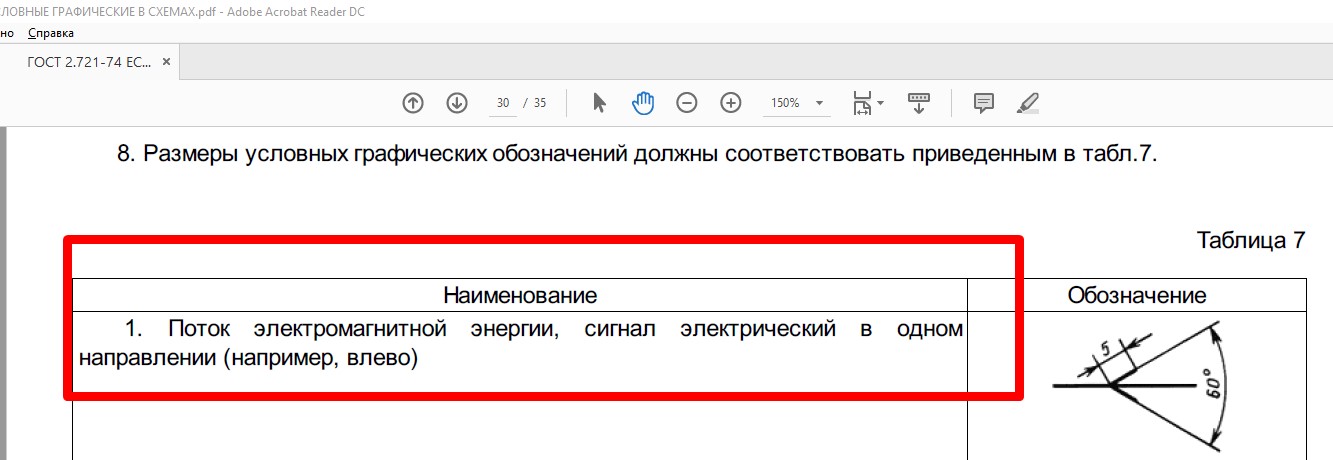 ЛОВНЫЕ ГРАФИЧЕСКИЕ В СХЕМАХ.pdf - Adobe Acrobat Reader DC
но Справка
ГОСТ 2.721-74 ЕС... ×
30 / 35 150%
8. Размеры условных графических обозначений должны соответствовать приведенным в табл.7.
Таблица 7
Наименование Обозначение
1. Поток электромагнитной энергии, сигнал электрический в одном
направлении (например, влево)
5
60°